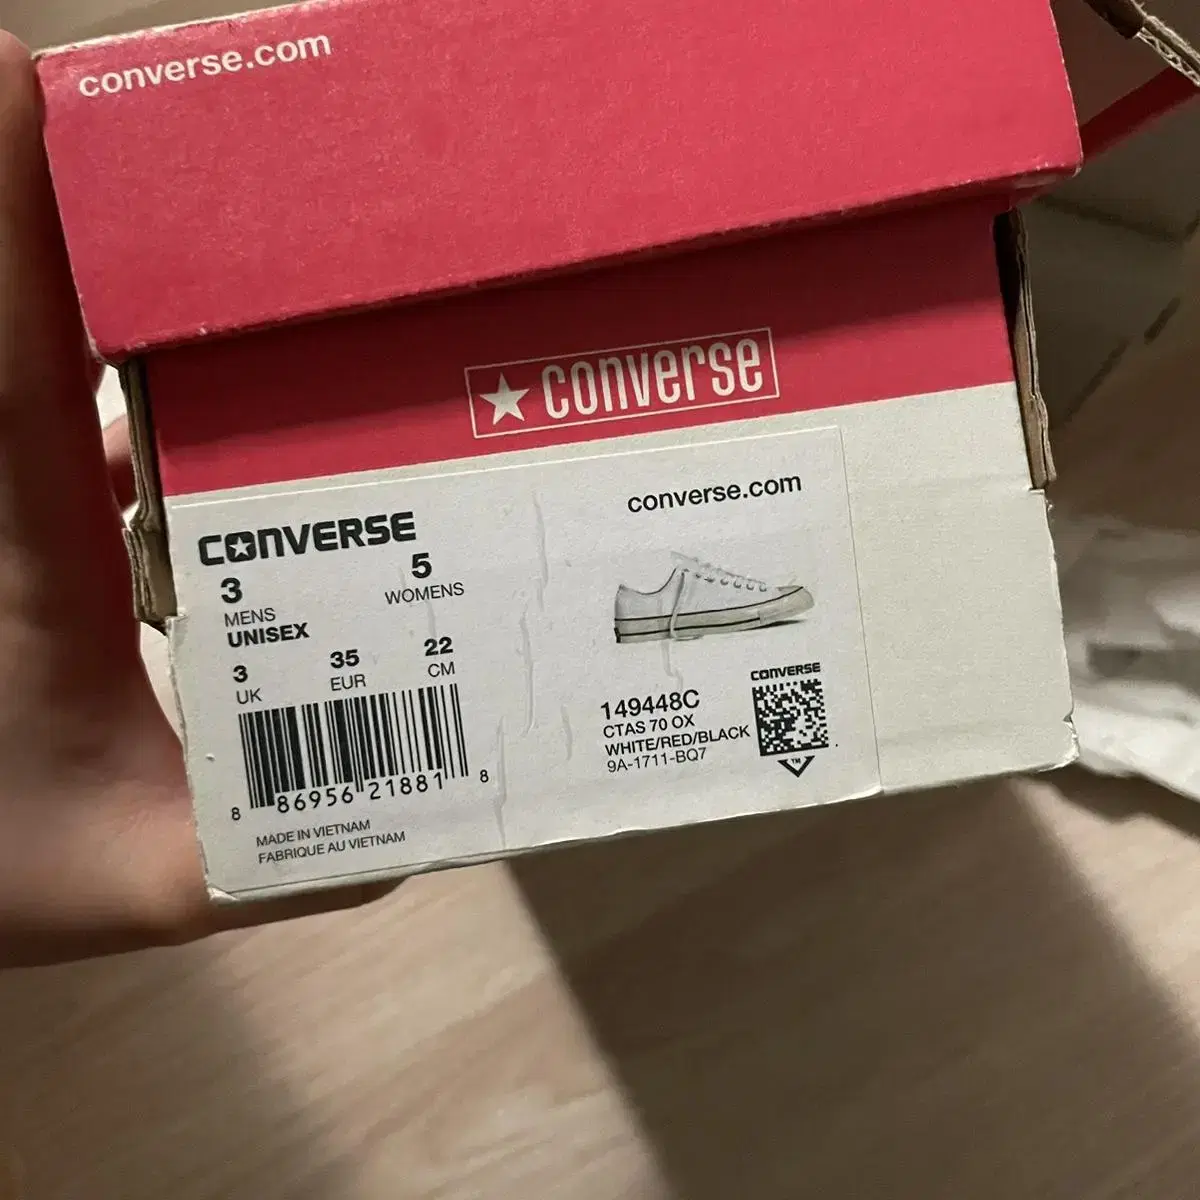 converse.com
converse
CONVERSE
converse.com
3 5
MENS WOMENS
UNISEX
3 35 22
UK EUR CM
8 86956 21881 8
MADE IN VIETNAM
FABRIQUE AU VIETNAM
149448C
CTAS 70 OX
WHITE/RED/BLACK
9A-1711-BQ7
CONVERSE
TM